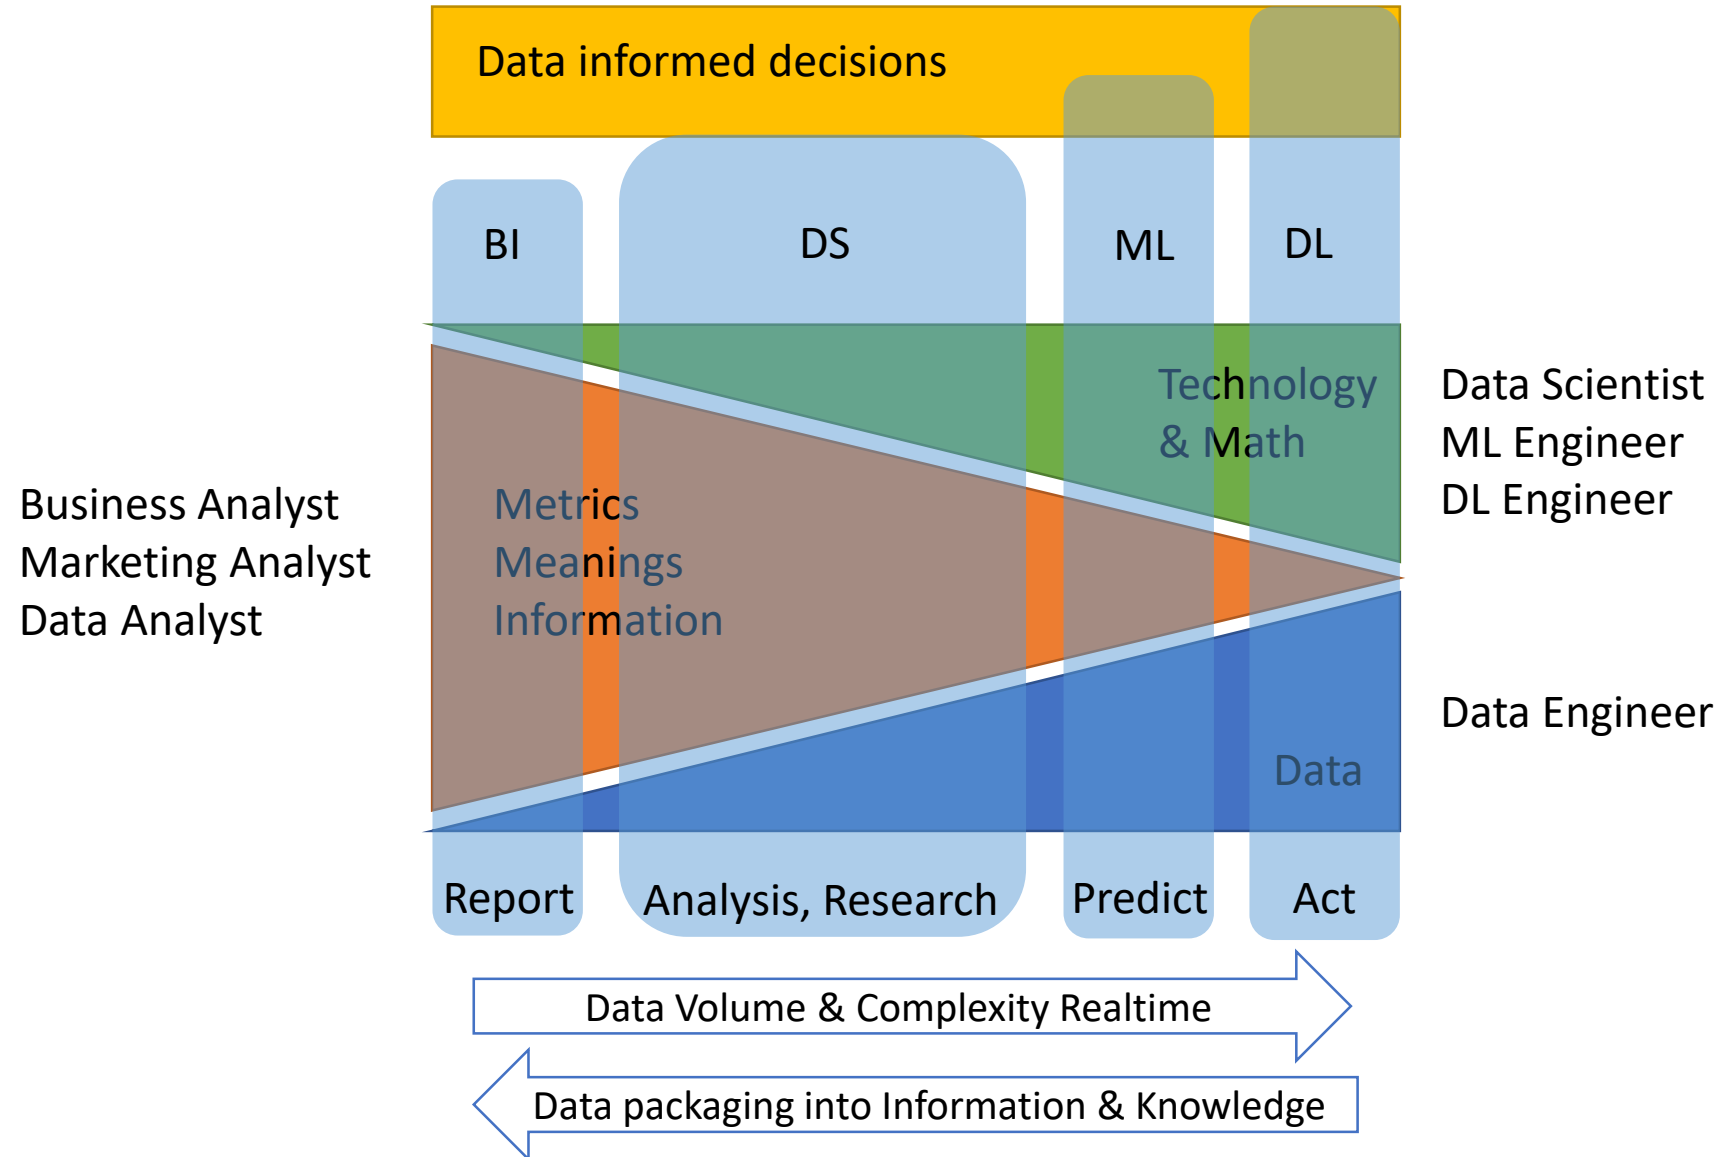 Data informed decisions
BI
DS
ML
DL
Technology
& Math
Data Scientist
ML Engineer
DL Engineer
Business Analyst
Marketing Analyst
Data Analyst
Metrics
Meanings
Information
Data Engineer
Data
Report
Analysis, Research
Predict
Act
Data Volume & Complexity Realtime
Data packaging into Information & Knowledge